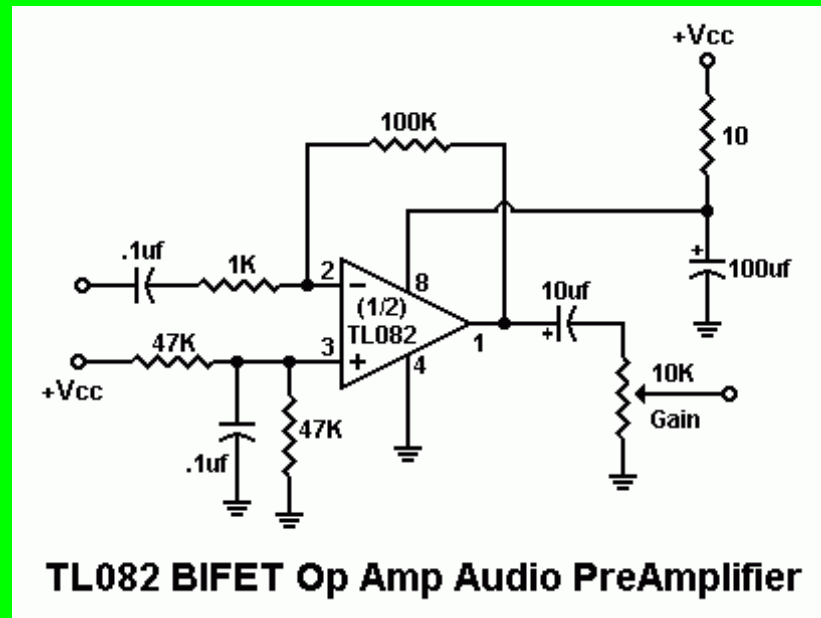 +Vcc
100K
10
.1uf
1K
2
8
(1/2)
TL082
+
100uf
10uf
+
47K
3
1
4
+Vcc
10K
Gain
47K
.1uf
TL082 BIFET Op Amp Audio PreAmplifier